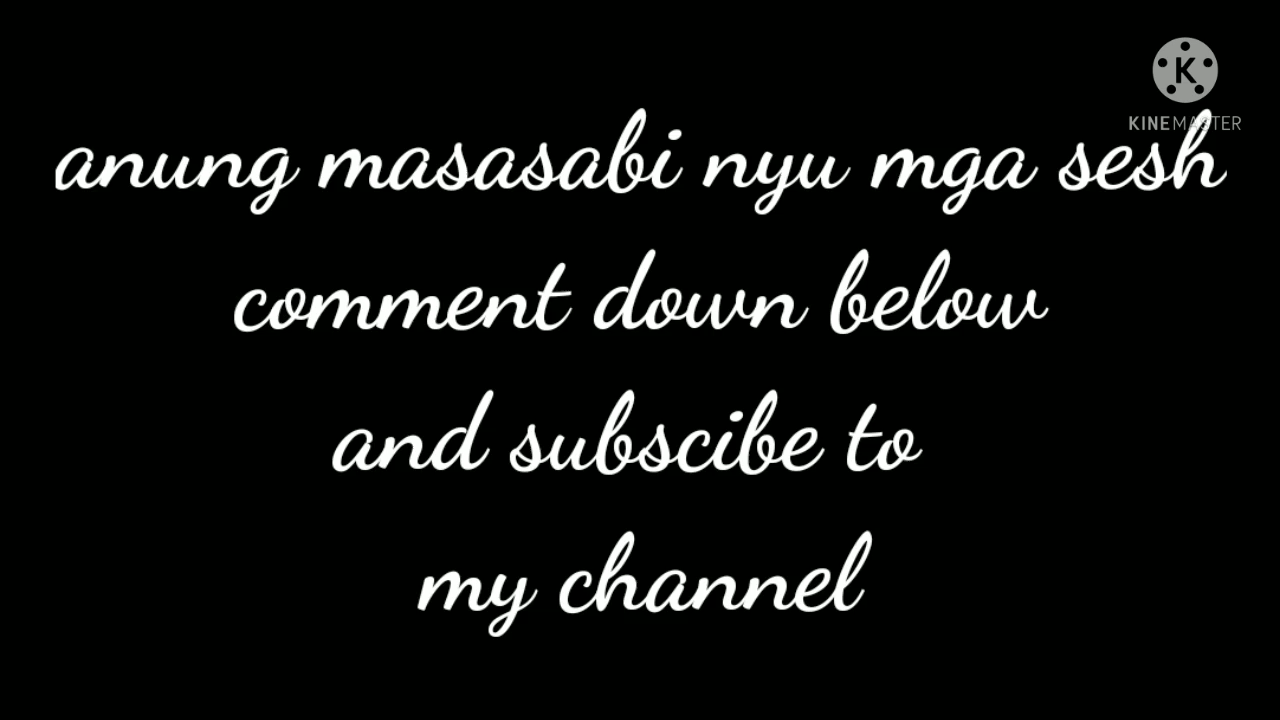 K
KINEMASTER
anung masasabi nyu mga sesh
comment down below
and subscibe to
my channel